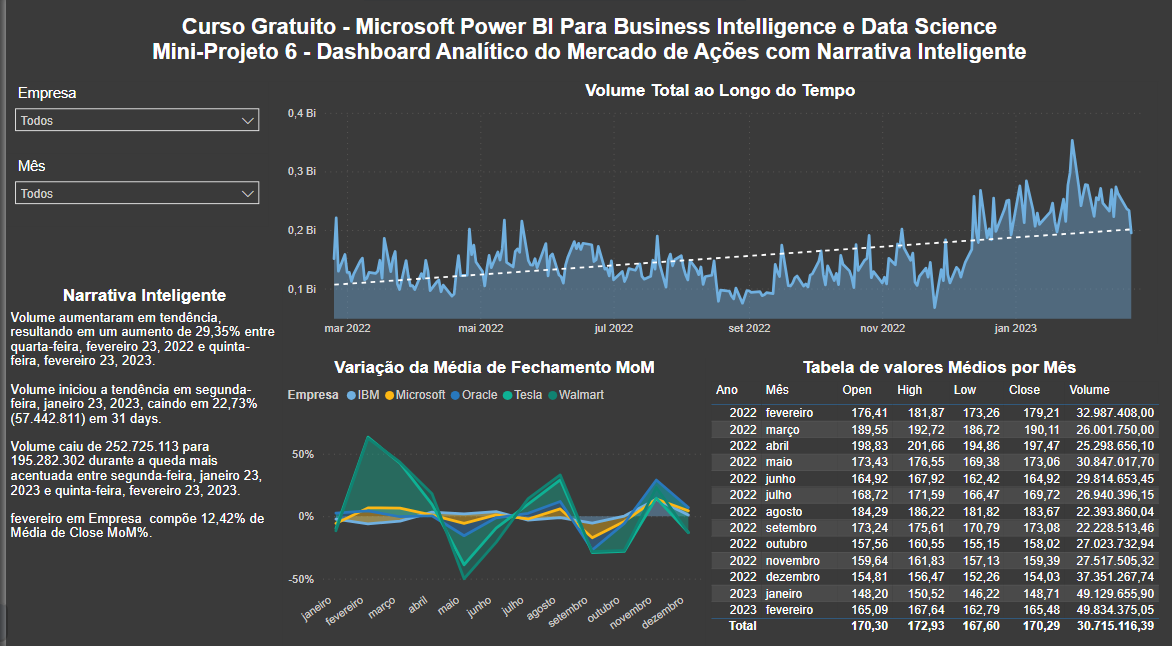 Curso Gratuito - Microsoft Power BI Para Business Intelligence e Data Science
Mini-Projeto 6 - Dashboard Analítico do Mercado de Ações com Narrativa Inteligente
Empresa
Todos
Mês
Todos
Narrativa Inteligente
Volume aumentaram em tendência,
resultando em um aumento de 29,35% entre
quarta-feira, fevereiro 23, 2022 e quinta-
feira, fevereiro 23, 2023.
Volume iniciou a tendência em segunda-
feira, janeiro 23, 2023, caindo em 22,73%
(57.442.811) em 31 days.
Volume caiu de 252.725.113 para
195.282.302 durante a queda mais
acentuada entre segunda-feira, janeiro 23,
2023 e quinta-feira, fevereiro 23, 2023.
fevereiro em Empresa  compõe 12,42% de
Média de Close MoM%.
Volume Total ao Longo do Tempo
0,4 Bi
0,3 Bi
0,2 Bi
0,1 Bi
mar 2022 mai 2022 jul 2022 set 2022 nov 2022 jan 2023
Variação da Média de Fechamento MoM
Empresa IBM Microsoft Oracle Tesla Walmart
50%
0%
-50%
janeiro fevereiro março abril maio junho julho agosto setembro outubro novembro dezembro
Tabela de valores Médios por Mês
Ano Mês Open High Low Close Volume
2022 fevereiro 176,41 181,87 173,26 179,21 32.987.408,00
2022 março 189,55 192,72 186,72 190,11 26.001.750,00
2022 abril 198,83 201,66 194,86 197,47 25.298.656,10
2022 maio 173,43 176,55 169,38 173,06 30.847.017,70
2022 junho 164,92 167,92 162,42 164,92 29.814.653,45
2022 julho 168,72 171,59 166,47 169,72 26.940.396,15
2022 agosto 184,29 186,22 181,82 183,67 22.393.860,04
2022 setembro 173,24 175,61 170,79 173,08 22.228.513,46
2022 outubro 157,56 160,55 155,15 158,02 27.023.732,94
2022 novembro 159,64 161,83 157,13 159,39 27.517.505,32
2022 dezembro 154,81 156,47 152,26 154,03 37.351.267,74
2023 janeiro 148,20 150,52 146,22 148,71 49.129.655,90
2023 fevereiro 165,09 167,64 162,79 165,48 49.834.375,05
Total 170,30 172,93 167,60 170,29 30.715.116,39